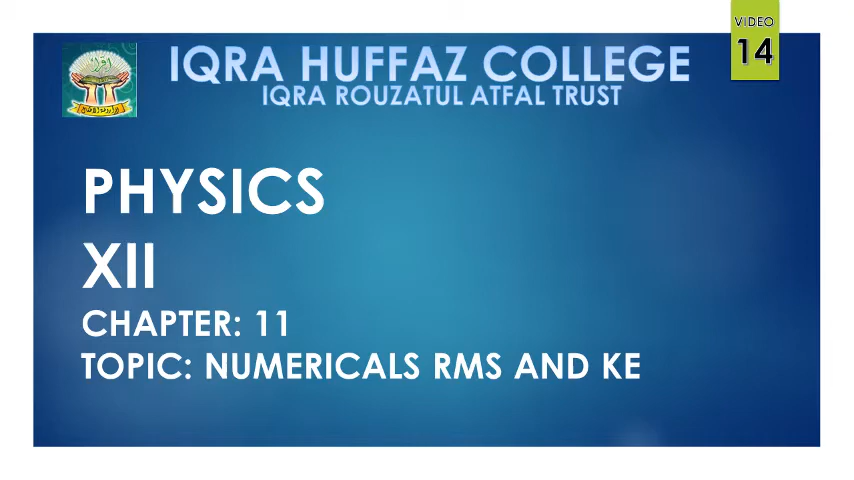 VIDEO
14
IQRA HUFFAZ COLLEGE
IQRA ROUZATUL ATFAL TRUST
PHYSICS
XII
CHAPTER: 11
TOPIC: NUMERICALS RMS AND KE